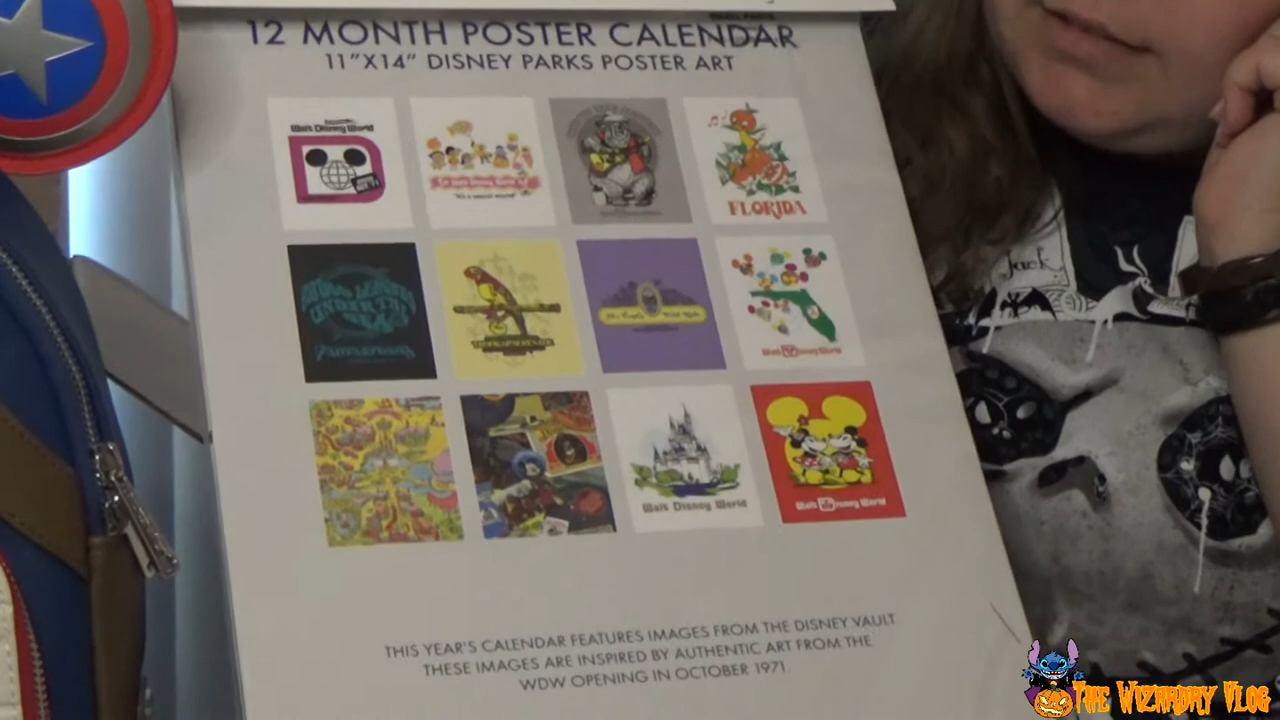 12 MONTH POSTER CALENDAR
11"X14" DISNEY PARKS POSTER ART
Walt Disney World
FLORIDA
Walt Disney World
Walt Disney World
Walt Disney World
Jack
THIS YEAR'S CALENDAR FEATURES IMAGES FROM THE DISNEY VAULT
THESE IMAGES ARE INSPIRED BY AUTHENTIC ART FROM THE
WDW OPENING IN OCTOBER 1971
THE WIZARDRY VLOG